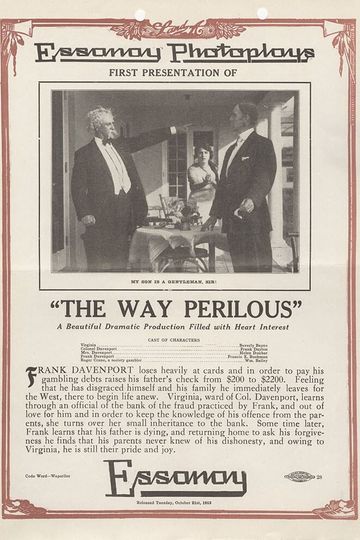 S and A
Essanay Photoplays
FIRST PRESENTATION OF
MY SON IS A GENTLEMAN, SIR!
"THE WAY PERILOUS"
A Beautiful Dramatic Production Filled with Heart Interest
CAST OF CHARACTERS
Virginia Beverly Bayne
Colonel Davenport Frank Dayton
Mrs. Davenport Helen Dunbar
Frank Davenport Francis X. Bushman
Roger Crane, a society gambler Wm. Bailey
FRANK DAVENPORT loses heavily at cards and in order to pay his
gambling debts raises his father's check from $200 to $2200. Feeling
that he has disgraced himself and his family he immediately leaves for
the West, there to begin life anew. Virginia, ward of Col. Davenport, learns
through an official of the bank of the fraud practiced by Frank, and out of
love for him and in order to keep the knowledge of his offence from the par-
ents, she turns over her small inheritance to the bank. Some time later,
Frank learns that his father is dying, and returning home to ask his forgive-
ness he finds that his parents never knew of his dishonesty, and owing to
Virginia, he is still their pride and joy.
Code Word—Waperilos
Essanay
23
Released Tuesday, October 21st, 1913